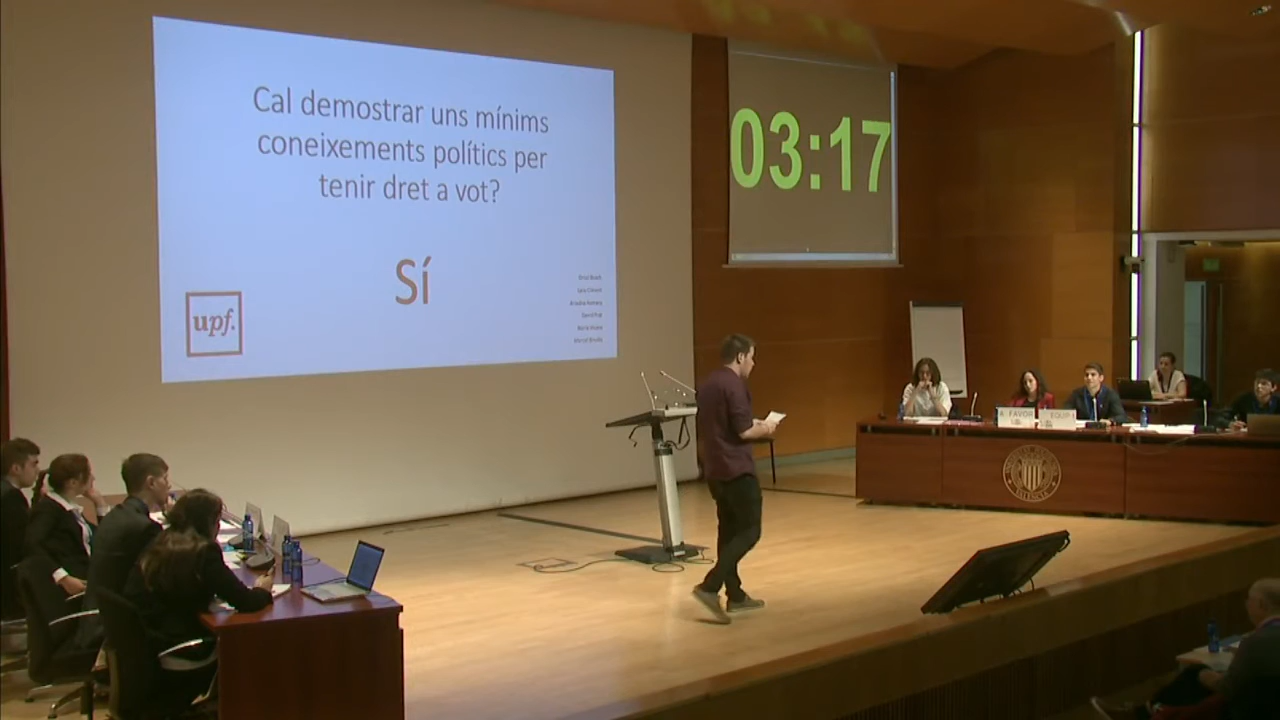 Cal demostrar uns mínims
coneixements polítics per
tenir dret a vot?
Sí
upf.
03:17
A FAVOR
EQUIP